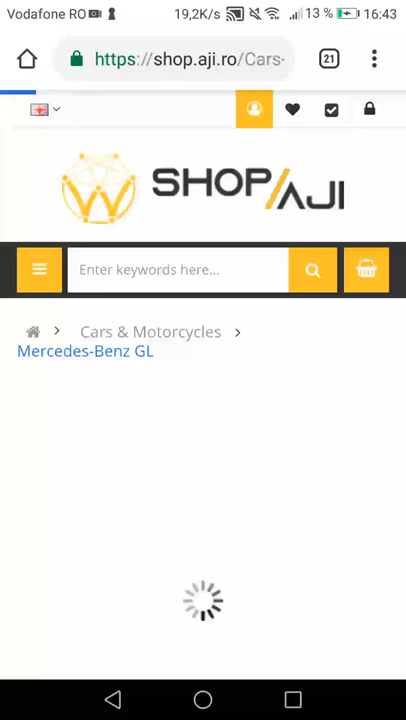 Vodafone RO 19,2K/s 13 % 16:43
https://shop.aji.ro/Cars- 21
SHOP/AJI
Enter keywords here...
Cars & Motorcycles
Mercedes-Benz GL